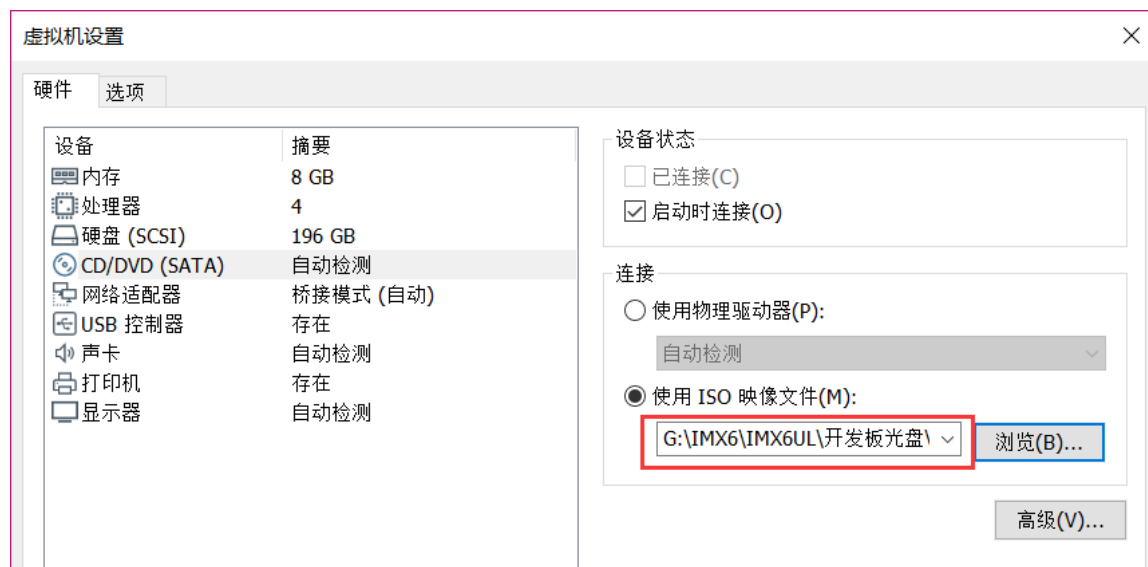 虚拟机设置
硬件 选项
设备 摘要
内存 8 GB
处理器 4
硬盘 (SCSI) 196 GB
CD/DVD (SATA) 自动检测
网络适配器 桥接模式 (自动)
USB 控制器 存在
声卡 自动检测
打印机 存在
显示器 自动检测
设备状态
已连接(C)
启动时连接(O)
连接
使用物理驱动器(P):
自动检测
使用 ISO 映像文件(M):
G:\IMX6\IMX6UL\开发板光盘\
浏览(B)...
高级(V)...